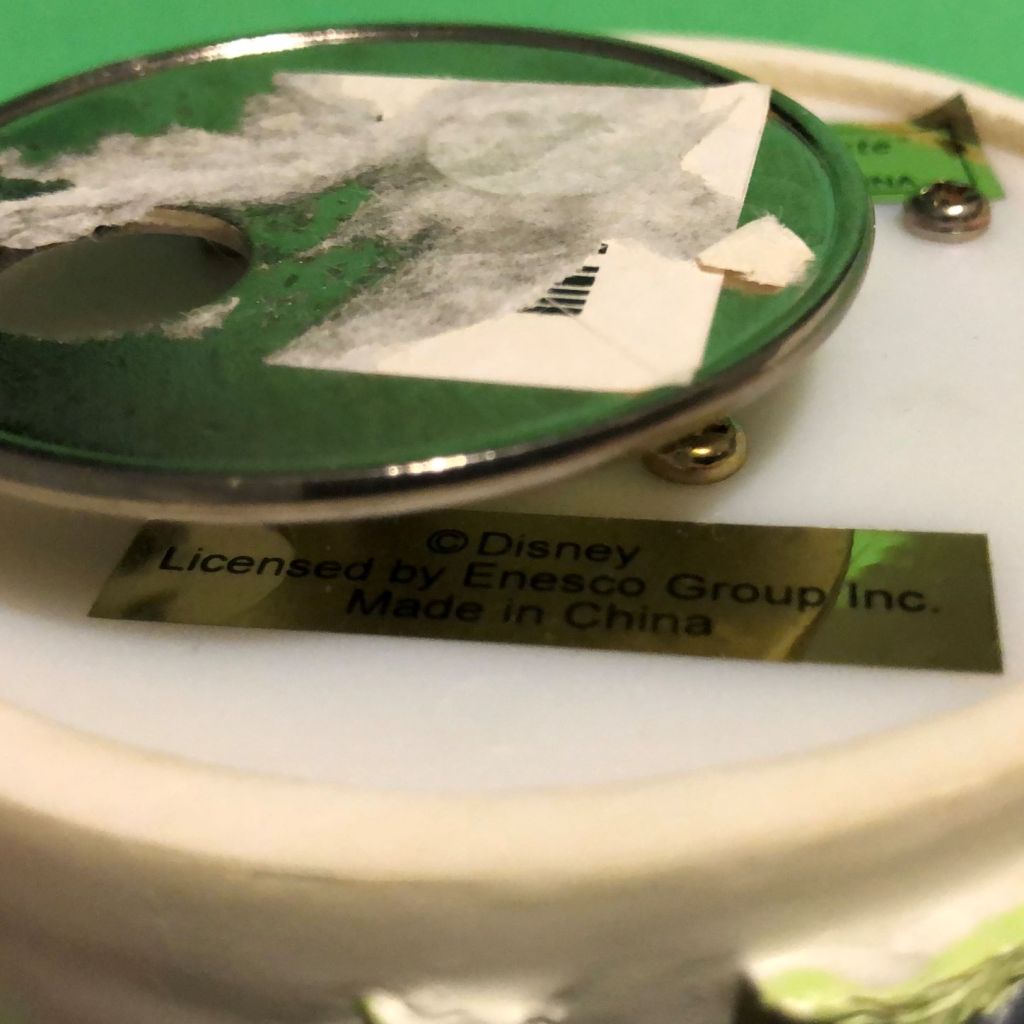 ©Disney
Licensed by Enesco Group Inc.
Made in China